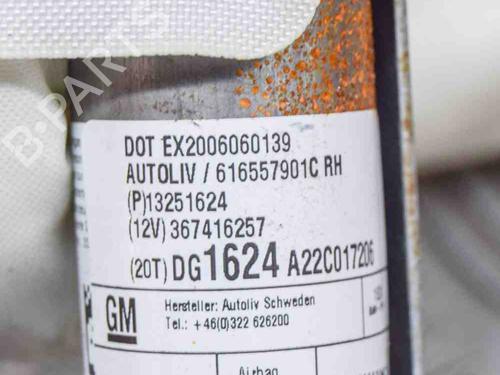 B-PARTS
DOT EX2006060139
AUTOLIV / 616557901C RH
(P)13251624
(12V) 367416257
(20T) DG1624 A22C017206
GM
Hersteller: Autoliv Schweden
Tel.: +46(0)322 626200
Airbag